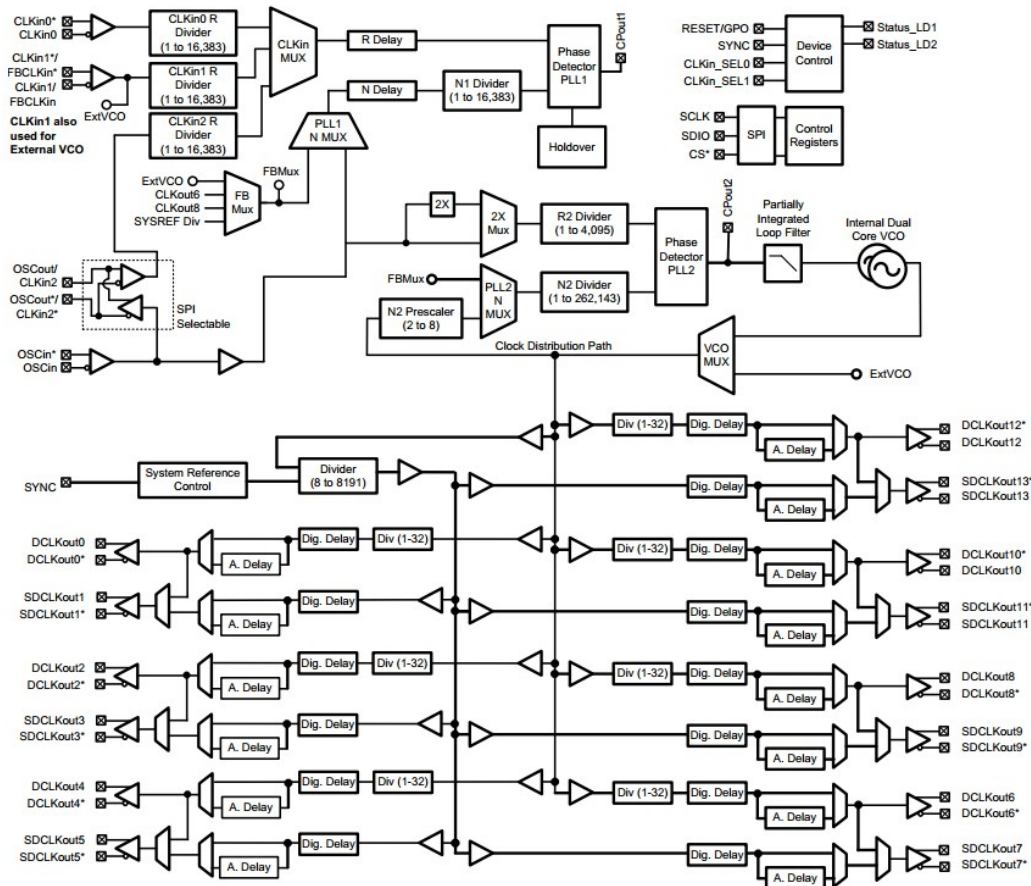 CLKin0*
CLKin0
CLKin0 R
Divider
(1 to 16,383)
CLKin1*/
FBCLKin*
CLKin1/
FBCLKin
ExtVCO
CLKin1 also
used for
External VCO
CLKin1 R
Divider
(1 to 16,383)
CLKin2 R
Divider
(1 to 16,383)
CLKin
MUX
R Delay
N Delay
N1 Divider
(1 to 16,383)
Phase
Detector
PLL1
CPout1
Holdover
PLL1
N MUX
RESET/GPO
SYNC
CLKin_SEL0
CLKin_SEL1
Device
Control
Status_LD1
Status_LD2
SCLK
SDIO
CS*
SPI
Control
Registers
ExtVCO
CLKout6
CLKout8
SYSREF Div
FB
Mux
FBMux
2X
2X
Mux
R2 Divider
(1 to 4,095)
Phase
Detector
PLL2
CPout2
Partially
Integrated
Loop Filter
Internal Dual
Core VCO
OSCout/
CLKin2
OSCout*/
CLKin2*
SPI
Selectable
OSCin*
OSCin
FBMux
N2 Prescaler
(2 to 8)
PLL2
N
MUX
N2 Divider
(1 to 262,143)
Clock Distribution Path
VCO
MUX
ExtVCO
SYNC
System Reference
Control
Divider
(8 to 8191)
Div (1-32)
Dig. Delay
A. Delay
DCLKout12*
DCLKout12
Dig. Delay
A. Delay
SDCLKout13*
SDCLKout13
DCLKout0
DCLKout0*
A. Delay
Dig. Delay
Div (1-32)
Div (1-32)
Dig. Delay
A. Delay
DCLKout10*
DCLKout10
SDCLKout1
SDCLKout1*
A. Delay
Dig. Delay
Dig. Delay
A. Delay
SDCLKout11*
SDCLKout11
DCLKout2
DCLKout2*
A. Delay
Dig. Delay
Div (1-32)
Div (1-32)
Dig. Delay
A. Delay
DCLKout8
DCLKout8*
SDCLKout3
SDCLKout3*
A. Delay
Dig. Delay
Dig. Delay
A. Delay
SDCLKout9
SDCLKout9*
DCLKout4
DCLKout4*
A. Delay
Dig. Delay
Div (1-32)
Div (1-32)
Dig. Delay
A. Delay
DCLKout6
DCLKout6*
SDCLKout5
SDCLKout5*
A. Delay
Dig. Delay
Dig. Delay
A. Delay
SDCLKout7
SDCLKout7*